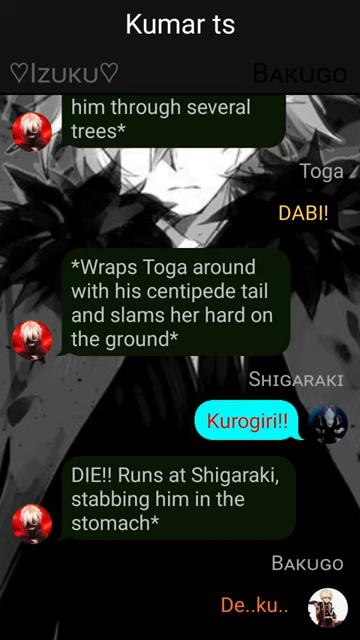 Kumar ts
♡Izuku♡ Bakugo
him through several
trees*
Toga
DABI!
*Wraps Toga around
with his centipede tail
and slams her hard on
the ground*
Shigaraki
Kurogiri!!
DIE!! Runs at Shigaraki,
stabbing him in the
stomach*
Bakugo
De..ku..